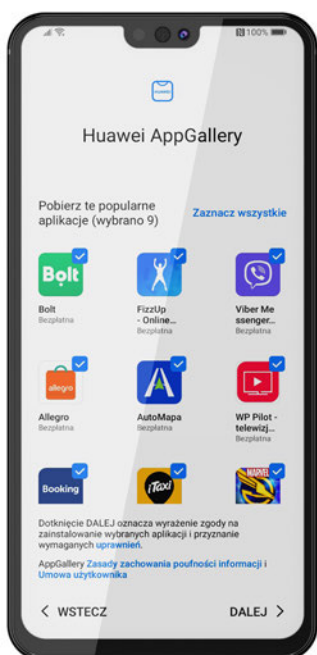 100%
HUAWEI
Huawei AppGallery
Pobierz te popularne
aplikacje (wybrano 9)
Zaznacz wszystkie
Bolt
Bolt
Bezpłatna
FizzUp
- Online...
Bezpłatna
Viber Me
ssenger...
Bezpłatna
allegro
Allegro
Bezpłatna
AutoMapa
Bezpłatna
WP Pilot -
telewizj...
Bezpłatna
Booking
iTaxi
MARVEL
Dotknięcie DALEJ oznacza wyrażenie zgody na
zainstalowanie wybranych aplikacji i przyznanie
wymaganych uprawnień.
AppGallery Zasady zachowania poufności informacji i
Umowa użytkownika
WSTECZ
DALEJ